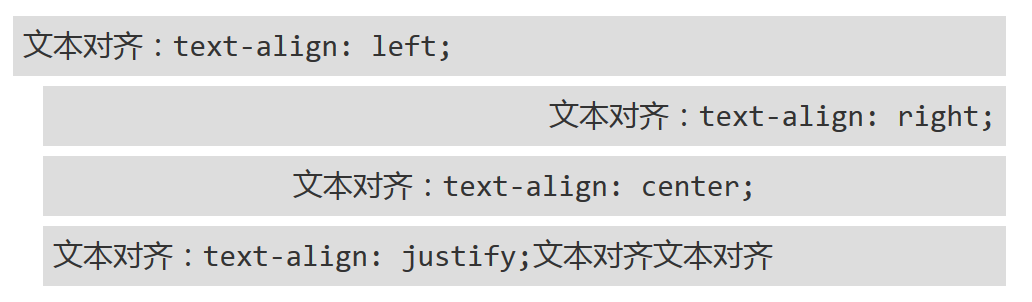 文本对齐：text-align: left;
文本对齐：text-align: right;
文本对齐：text-align: center;
文本对齐：text-align: justify;文本对齐文本对齐